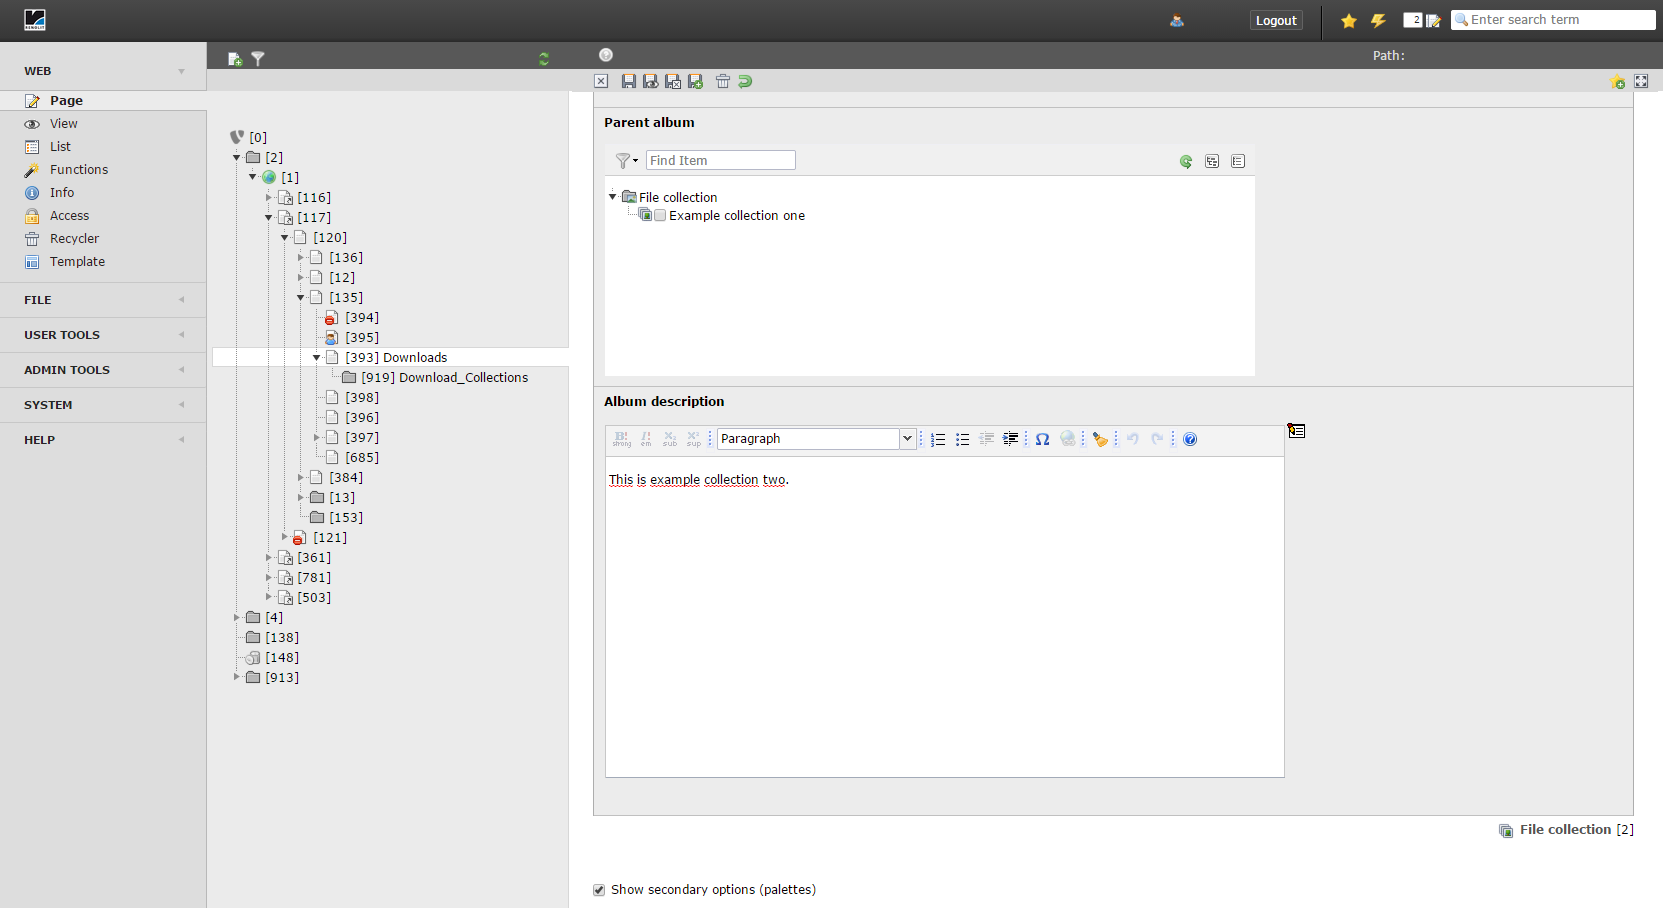 Logout
2
Enter search term
Path:
WEB
Page
View
List
Functions
Info
Access
Recycler
Template
FILE
USER TOOLS
ADMIN TOOLS
SYSTEM
HELP
[0]
[2]
[1]
[116]
[117]
[120]
[136]
[12]
[135]
[394]
[395]
[393] Downloads
[919] Download_Collections
[398]
[396]
[397]
[685]
[384]
[13]
[153]
[121]
[361]
[781]
[503]
[4]
[138]
[148]
[913]
Parent album
Find Item
File collection
Example collection one
Album description
B! strong
I! em
X₂ sub
X² sup
Paragraph
This is example collection two.
File collection [2]
Show secondary options (palettes)